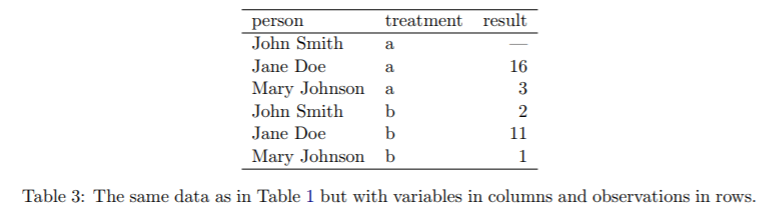 person treatment result
John Smith a —
Jane Doe a 16
Mary Johnson a 3
John Smith b 2
Jane Doe b 11
Mary Johnson b 1
Table 3: The same data as in Table 1 but with variables in columns and observations in rows.